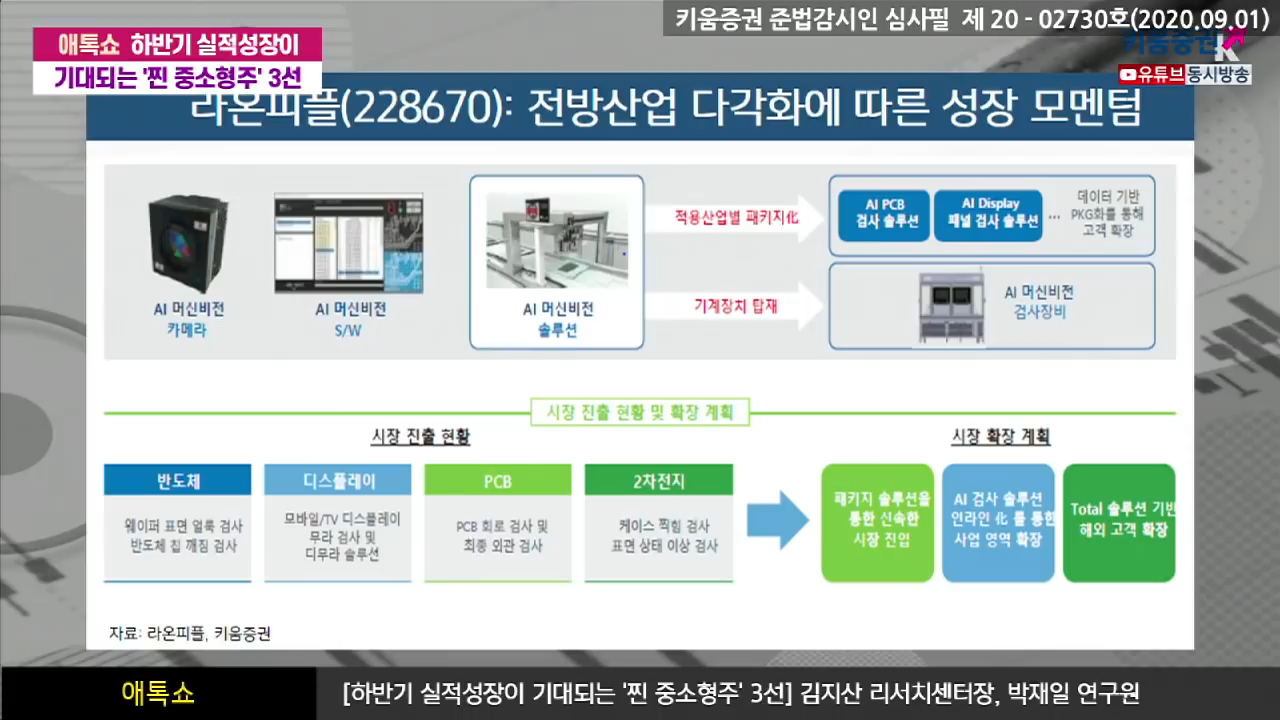 키움증권 준법감시인 심사필 제 20 - 02730호(2020.09.01)
애톡쇼 하반기 실적성장이
기대되는 '찐 중소형주' 3선
키움증권
유튜브동시방송
라온피플(228670): 전방산업 다각화에 따른 성장 모멘텀
AI 머신비전
카메라
AI 머신비전
S/W
AI 머신비전
솔루션
적용산업별 패키지化
기계장치 탑재
AI PCB
검사 솔루션
AI Display
패널 검사 솔루션
...
데이터 기반
PKG화를 통해
고객 확장
AI 머신비전
검사장비
시장 진출 현황 및 확장 계획
시장 진출 현황
시장 확장 계획
반도체
웨이퍼 표면 얼룩 검사
반도체 칩 깨짐 검사
디스플레이
모바일/TV 디스플레이
무라 검사 및
디무라 솔루션
PCB
PCB 회로 검사 및
최종 외관 검사
2차전지
케이스 찍힘 검사
표면 상태 이상 검사
패키지 솔루션을
통한 신속한
시장 진입
AI 검사 솔루션
인라인 化 를 통한
사업 영역 확장
Total 솔루션 기반
해외 고객 확장
자료: 라온피플, 키움증권
애톡쇼
[하반기 실적성장이 기대되는 '찐 중소형주' 3선] 김지산 리서치센터장, 박재일 연구원